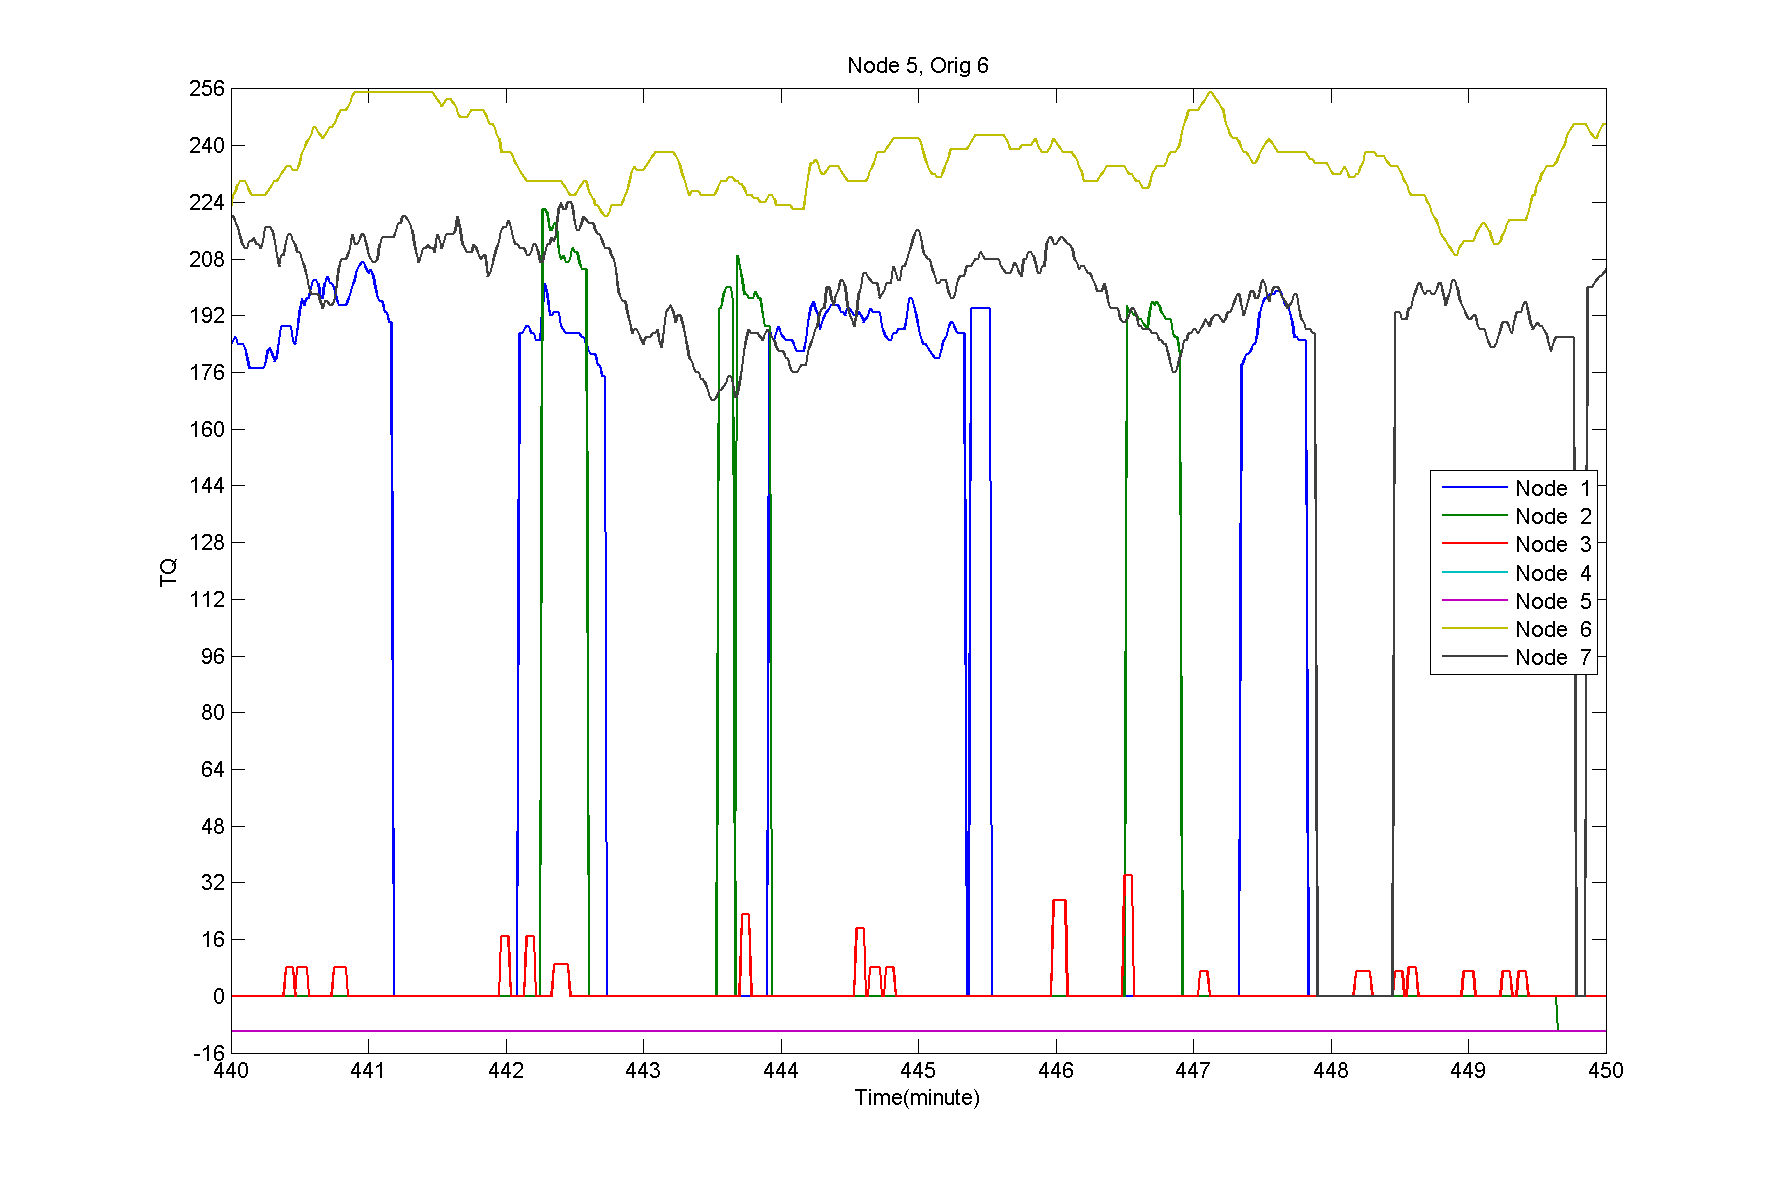 Node 5, Orig 6
256
240
224
208
192
176
160
144
128
112
96
80
64
48
32
16
0
-16
TQ
Node 1
Node 2
Node 3
Node 4
Node 5
Node 6
Node 7
440 441 442 443 444 445 446 447 448 449 450
Time(minute)